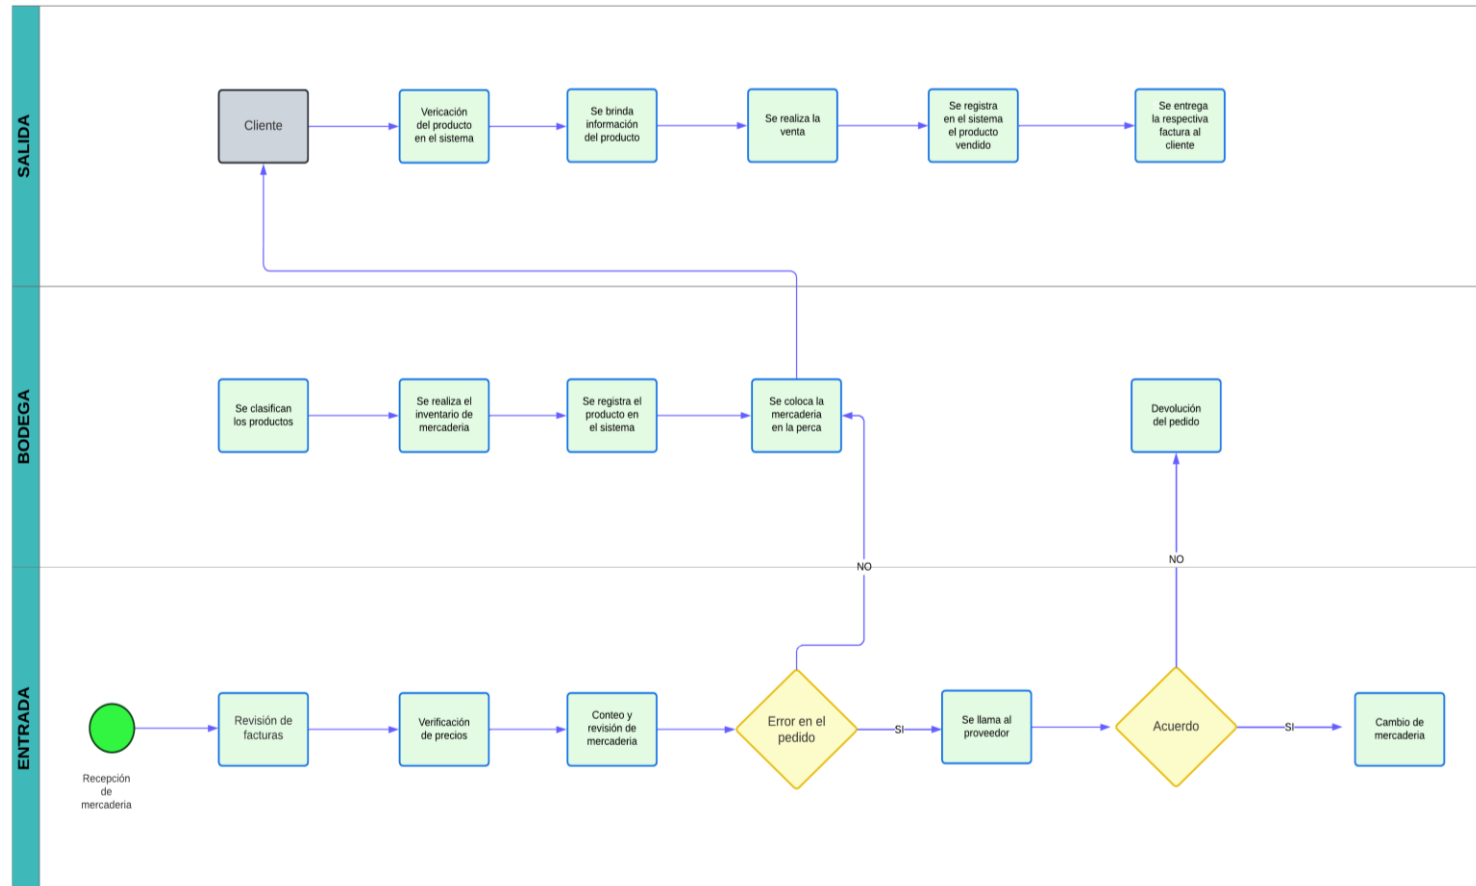 SALIDA
Cliente
Vericación
del producto
en el sistema
Se brinda
información
del producto
Se realiza la
venta
Se registra
en el sistema
el producto
vendido
Se entrega
la respectiva
factura al
cliente
BODEGA
Se clasifican
los productos
Se realiza el
inventario de
mercaderia
Se registra el
producto en
el sistema
Se coloca la
mercaderia
en la perca
Devolución
del pedido
NO
NO
ENTRADA
Recepción
de
mercaderia
Revisión de
facturas
Verificación
de precios
Conteo y
revisión de
mercaderia
Error en el
pedido
SI
Se llama al
proveedor
Acuerdo
SI
Cambio de
mercaderia